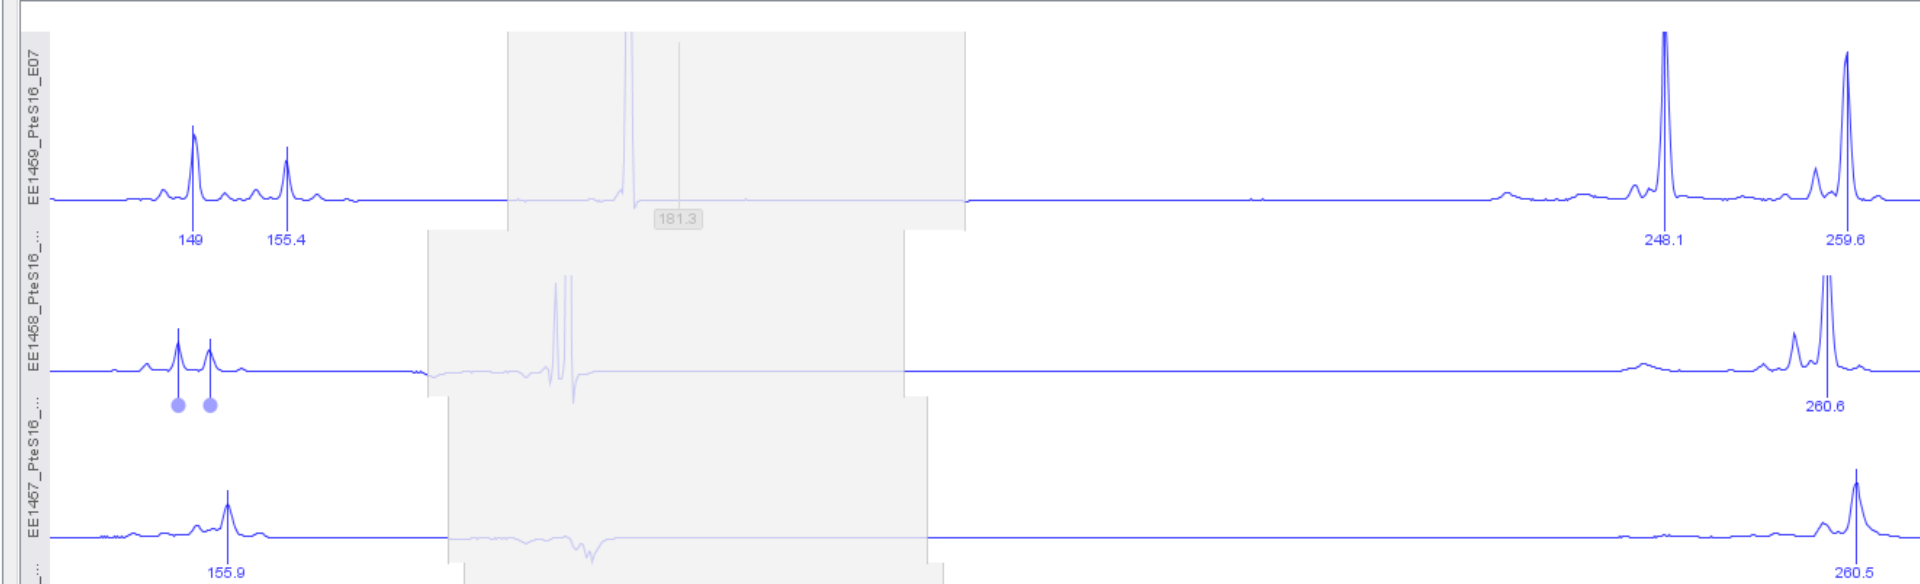 EE1459_PteS16_E07
181.3
149 155.4 248.1 259.6
EE1458_PteS16_...
260.6
EE1457_PteS16_...
155.9 260.5
...